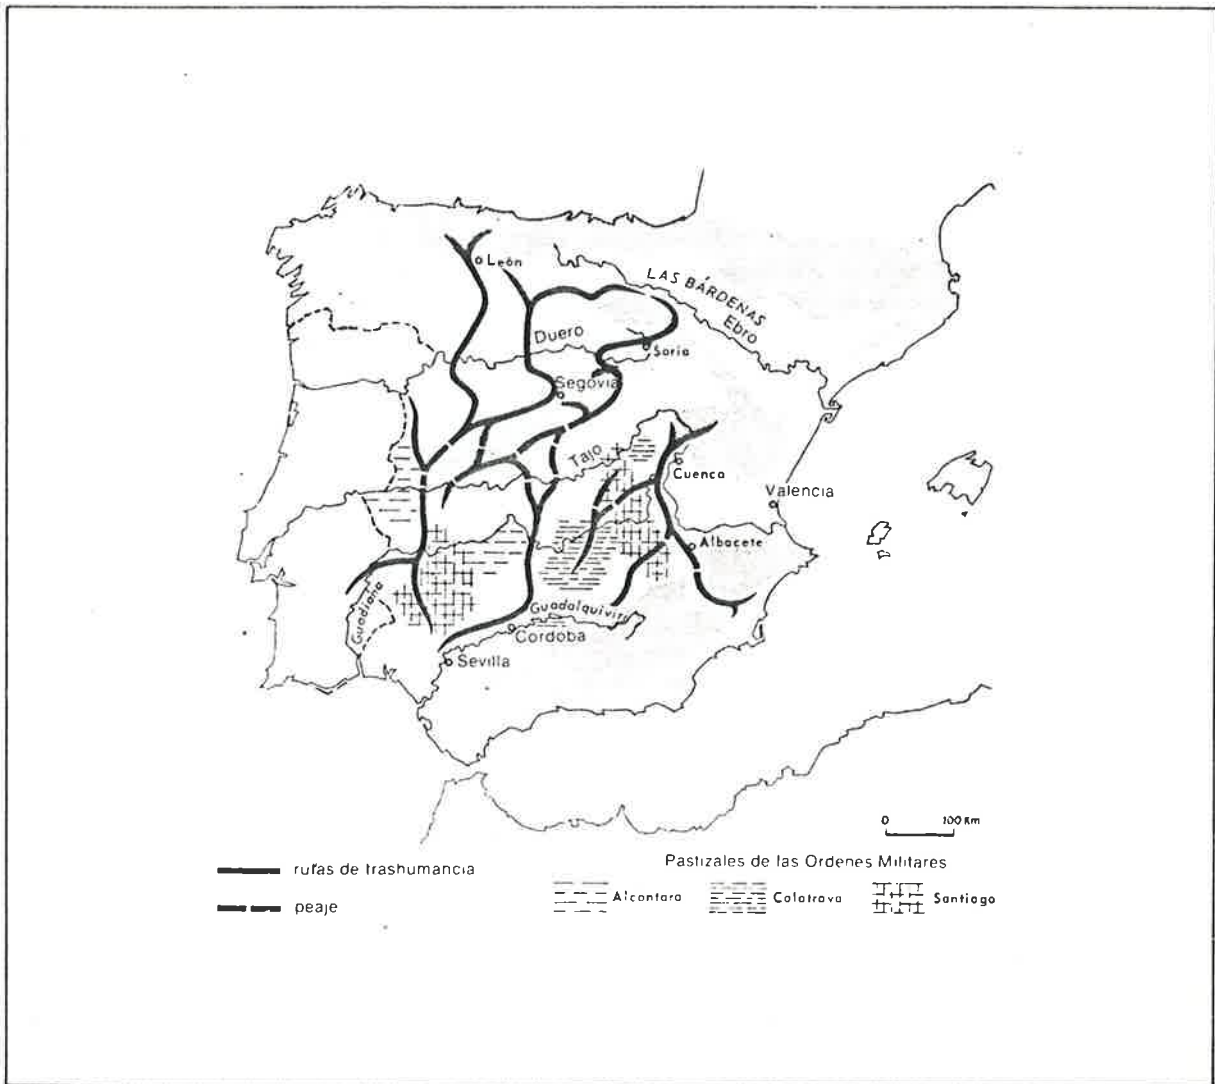 León
LAS BÁRDENAS
Ebro
Duero
Soria
Segovia
Tajo
Cuenca
Valencia
Albacete
Guadiana
Guadalquivir
Cordoba
Sevilla
0 100 Km
rutas de trashumancia
peaje
Pastizales de las Ordenes Militares
Alcantara
Calatrava
Santiago